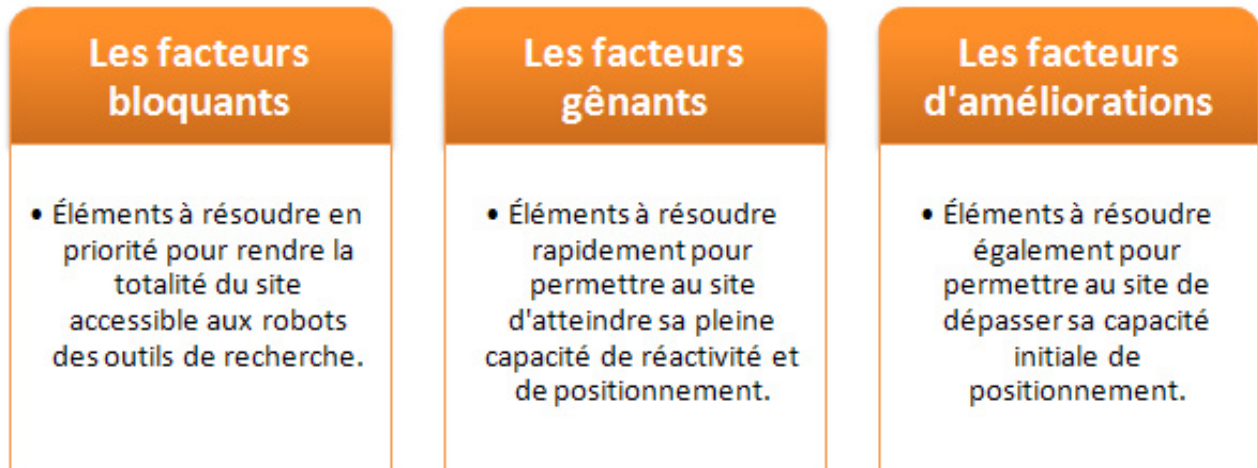 Les facteurs
bloquants
• Éléments à résoudre en
priorité pour rendre la
totalité du site
accessible aux robots
des outils de recherche.
Les facteurs
gênants
• Éléments à résoudre
rapidement pour
permettre au site
d'atteindre sa pleine
capacité de réactivité et
de positionnement.
Les facteurs
d'améliorations
• Éléments à résoudre
également pour
permettre au site de
dépasser sa capacité
initiale de
positionnement.